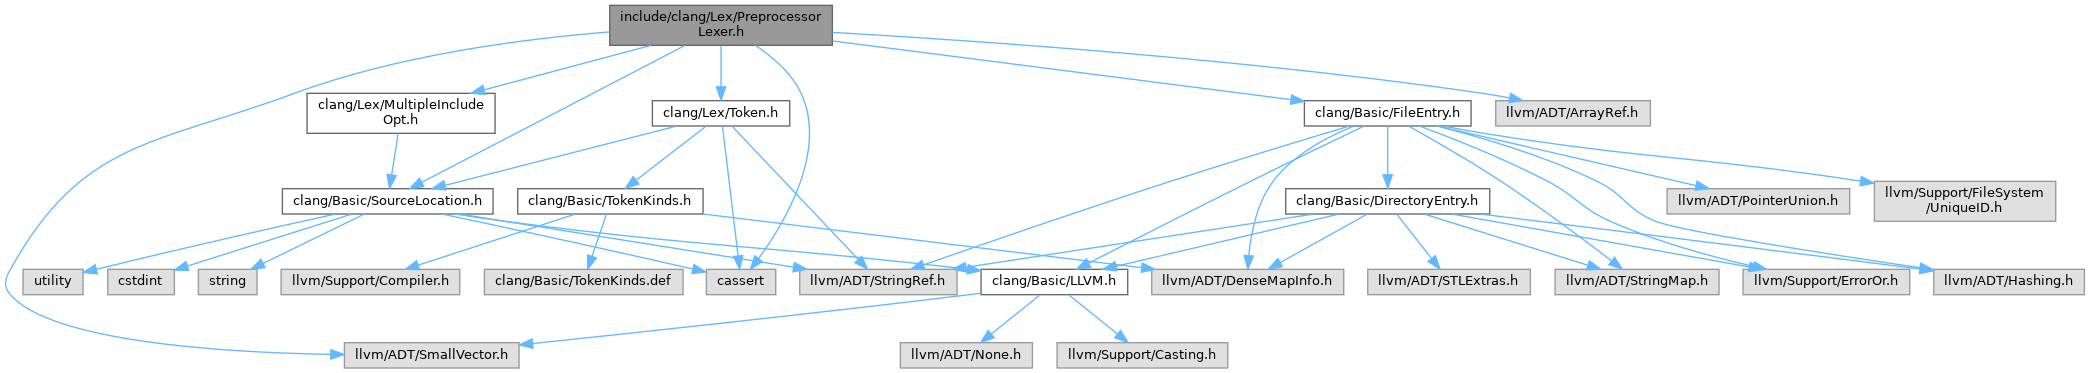 include/clang/Lex/Preprocessor
Lexer.h
clang/Lex/MultipleInclude
Opt.h
clang/Lex/Token.h
clang/Basic/FileEntry.h
llvm/ADT/ArrayRef.h
clang/Basic/SourceLocation.h
clang/Basic/TokenKinds.h
clang/Basic/DirectoryEntry.h
llvm/ADT/PointerUnion.h
llvm/Support/FileSystem
/UniqueID.h
utility
cstdint
string
llvm/Support/Compiler.h
clang/Basic/TokenKinds.def
cassert
llvm/ADT/StringRef.h
clang/Basic/LLVM.h
llvm/ADT/DenseMapInfo.h
llvm/ADT/STLExtras.h
llvm/ADT/StringMap.h
llvm/Support/ErrorOr.h
llvm/ADT/Hashing.h
llvm/ADT/SmallVector.h
llvm/ADT/None.h
llvm/Support/Casting.h